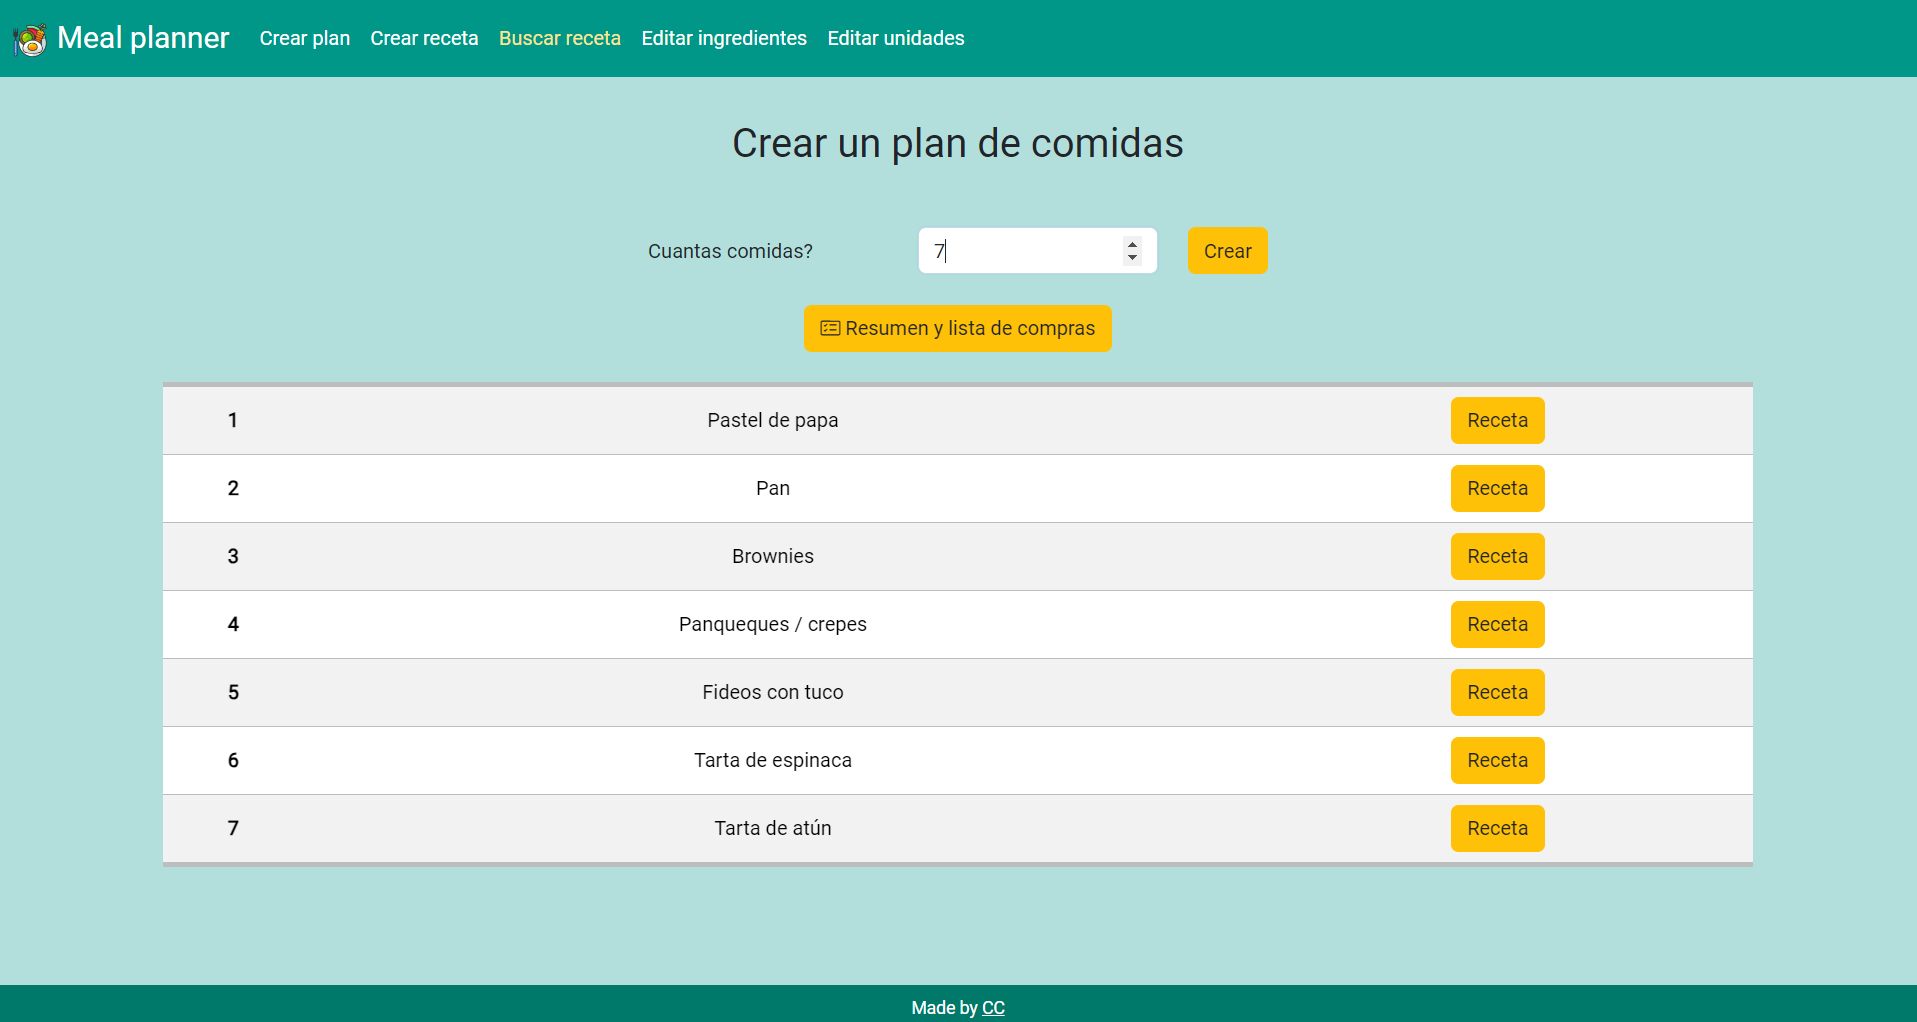 Meal planner Crear plan Crear receta Buscar receta Editar ingredientes Editar unidades
Crear un plan de comidas
Cuantas comidas? 7 Crear
Resumen y lista de compras
1 Pastel de papa Receta
2 Pan Receta
3 Brownies Receta
4 Panqueques / crepes Receta
5 Fideos con tuco Receta
6 Tarta de espinaca Receta
7 Tarta de atún Receta
Made by CC